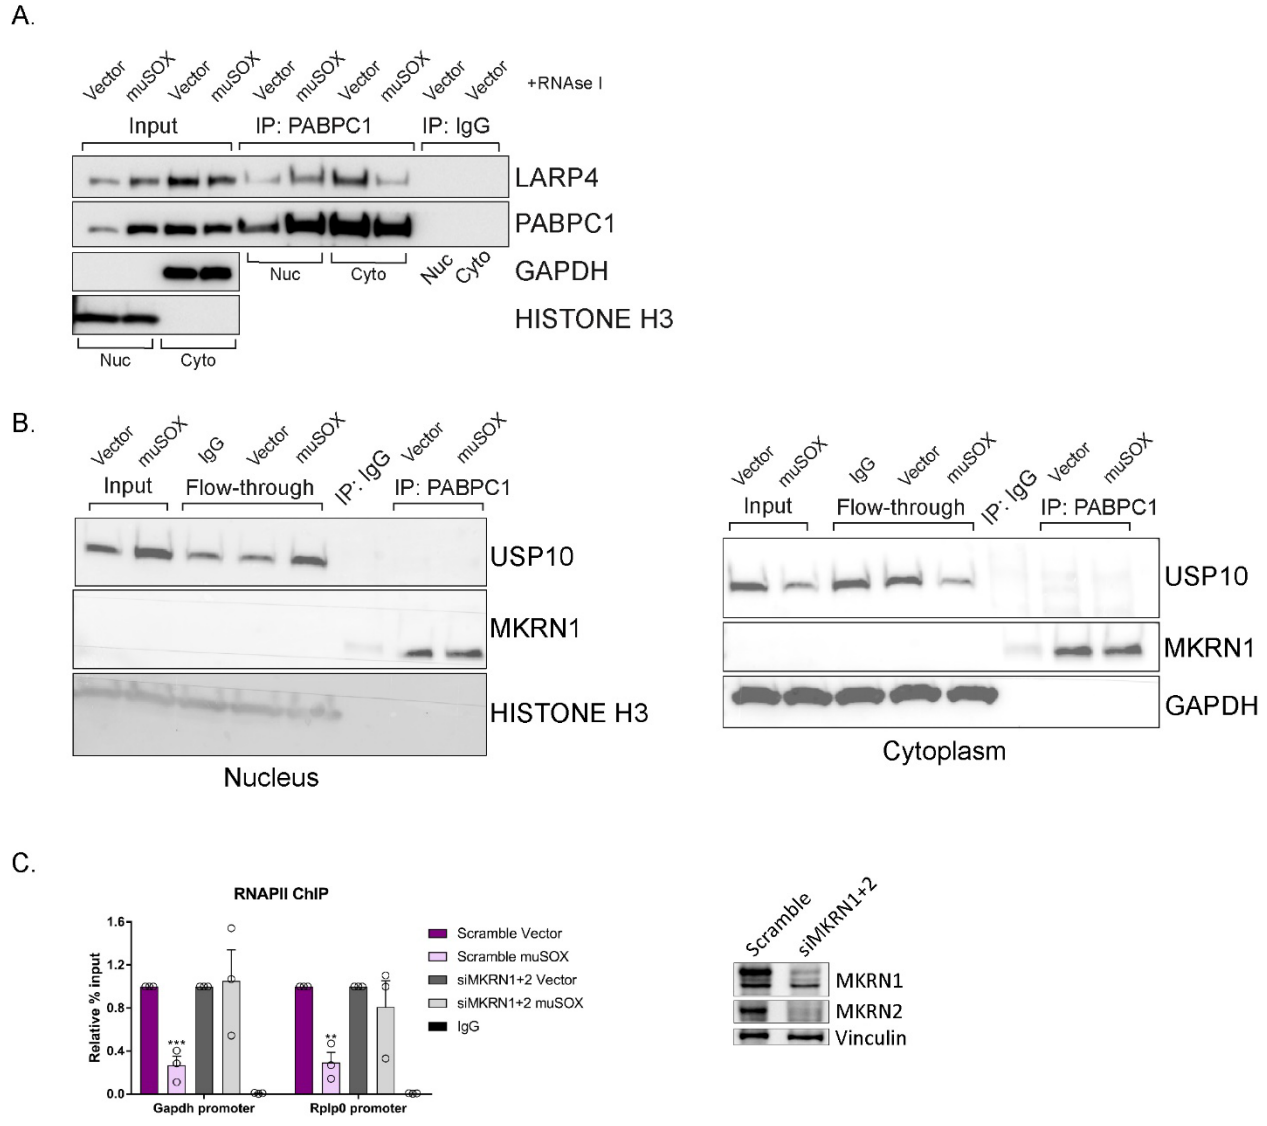 A.
Vector muSOX Vector muSOX Vector muSOX Vector muSOX Vector Vector +RNAse I
Input IP: PABPC1 IP: IgG
LARP4
PABPC1
Nuc Cyto Nuc Cyto GAPDH
HISTONE H3
Nuc Cyto
B.
Vector muSOX IgG Vector muSOX IP: IgG Vector muSOX
Input Flow-through IP: PABPC1
USP10
MKRN1
HISTONE H3
Nucleus
Vector muSOX IgG Vector muSOX IP: IgG Vector muSOX
Input Flow-through IP: PABPC1
USP10
MKRN1
GAPDH
Cytoplasm
C.
RNAPII ChIP
Relative % input
1.6
1.2
0.8
0.4
0.0
*** **
Gapdh promoter Rplp0 promoter
Scramble Vector
Scramble muSOX
siMKRN1+2 Vector
siMKRN1+2 muSOX
IgG
Scramble siMKRN1+2
MKRN1
MKRN2
Vinculin